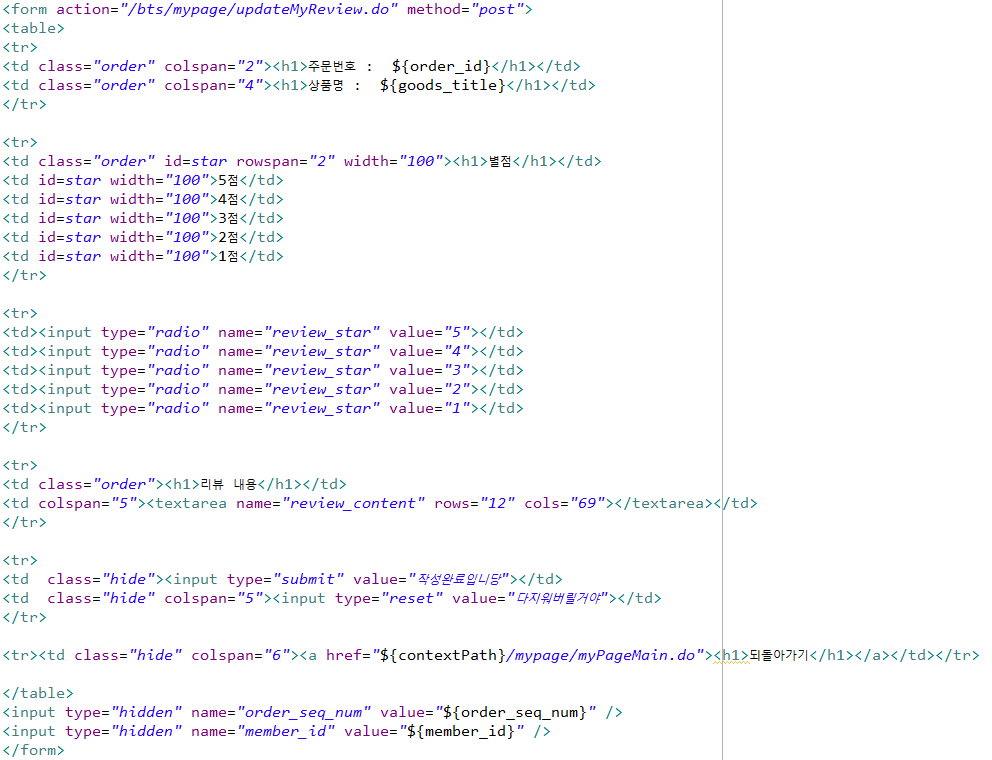 <form action="/bts/mypage/updateMyReview.do" method="post">
<table>
<tr>
<td class="order" colspan="2"><h1>주문번호 :  ${order_id}</h1></td>
<td class="order" colspan="4"><h1>상품명 :  ${goods_title}</h1></td>
</tr>
<tr>
<td class="order" id=star rowspan="2" width="100"><h1>별점</h1></td>
<td id=star width="100">5점</td>
<td id=star width="100">4점</td>
<td id=star width="100">3점</td>
<td id=star width="100">2점</td>
<td id=star width="100">1점</td>
</tr>
<tr>
<td><input type="radio" name="review_star" value="5"></td>
<td><input type="radio" name="review_star" value="4"></td>
<td><input type="radio" name="review_star" value="3"></td>
<td><input type="radio" name="review_star" value="2"></td>
<td><input type="radio" name="review_star" value="1"></td>
</tr>
<tr>
<td class="order"><h1>리뷰 내용</h1></td>
<td colspan="5"><textarea name="review_content" rows="12" cols="69"></textarea></td>
</tr>
<tr>
<td  class="hide"><input type="submit" value="작성완료입니당"></td>
<td  class="hide" colspan="5"><input type="reset" value="다지워버릴거야"></td>
</tr>
<tr><td class="hide" colspan="6"><a href="${contextPath}/mypage/myPageMain.do"><h1>되돌아가기</h1></a></td></tr>
</table>
<input type="hidden" name="order_seq_num" value="${order_seq_num}" />
<input type="hidden" name="member_id" value="${member_id}" />
</form>